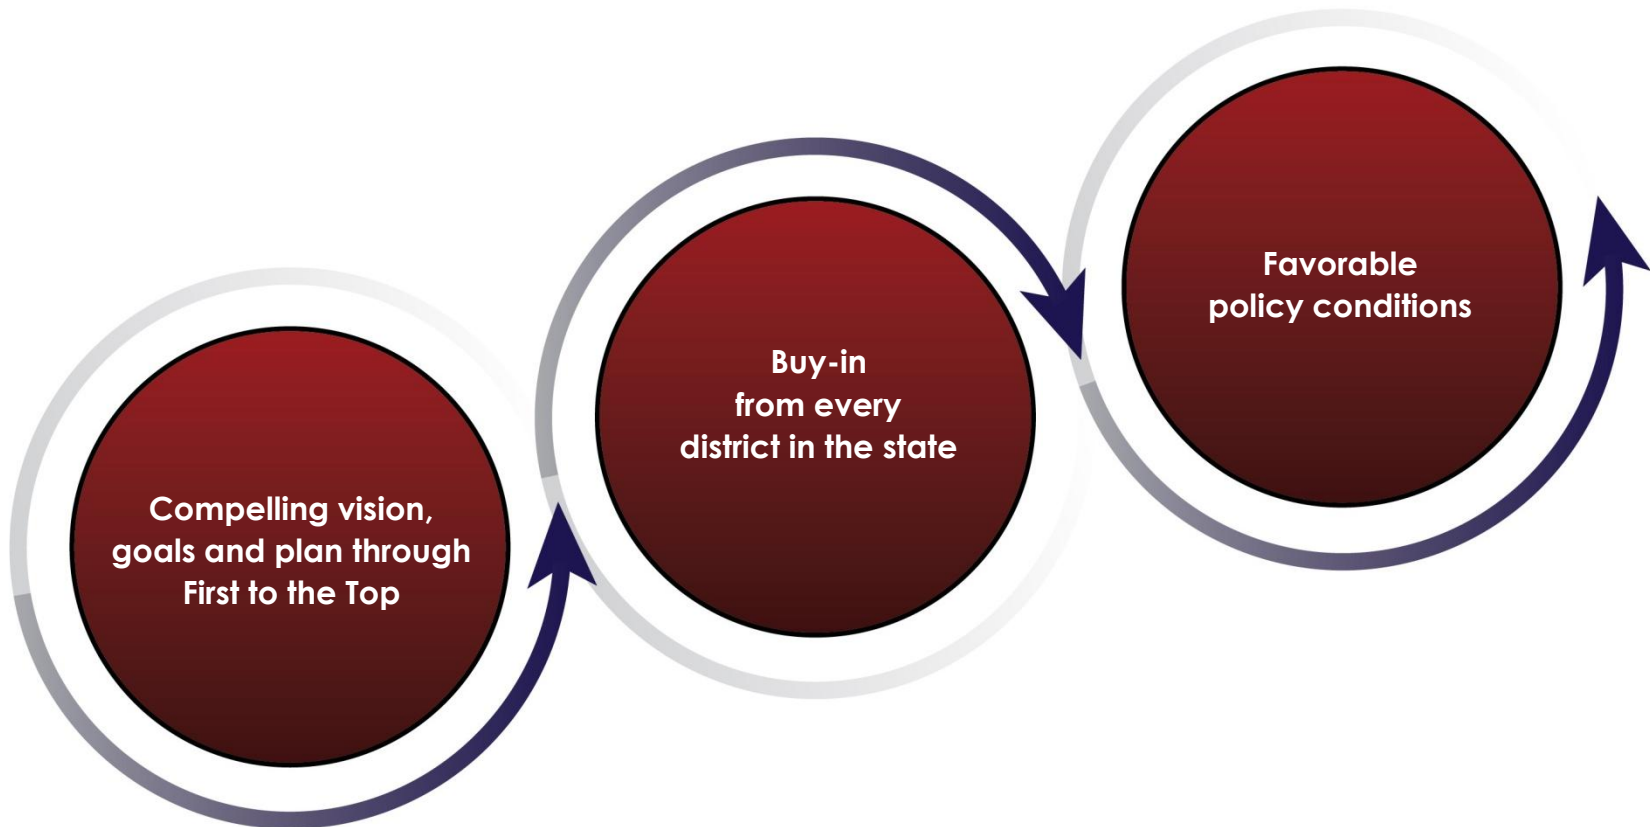 Compelling vision,
goals and plan through
First to the Top
Buy-in
from every
district in the state
Favorable
policy conditions